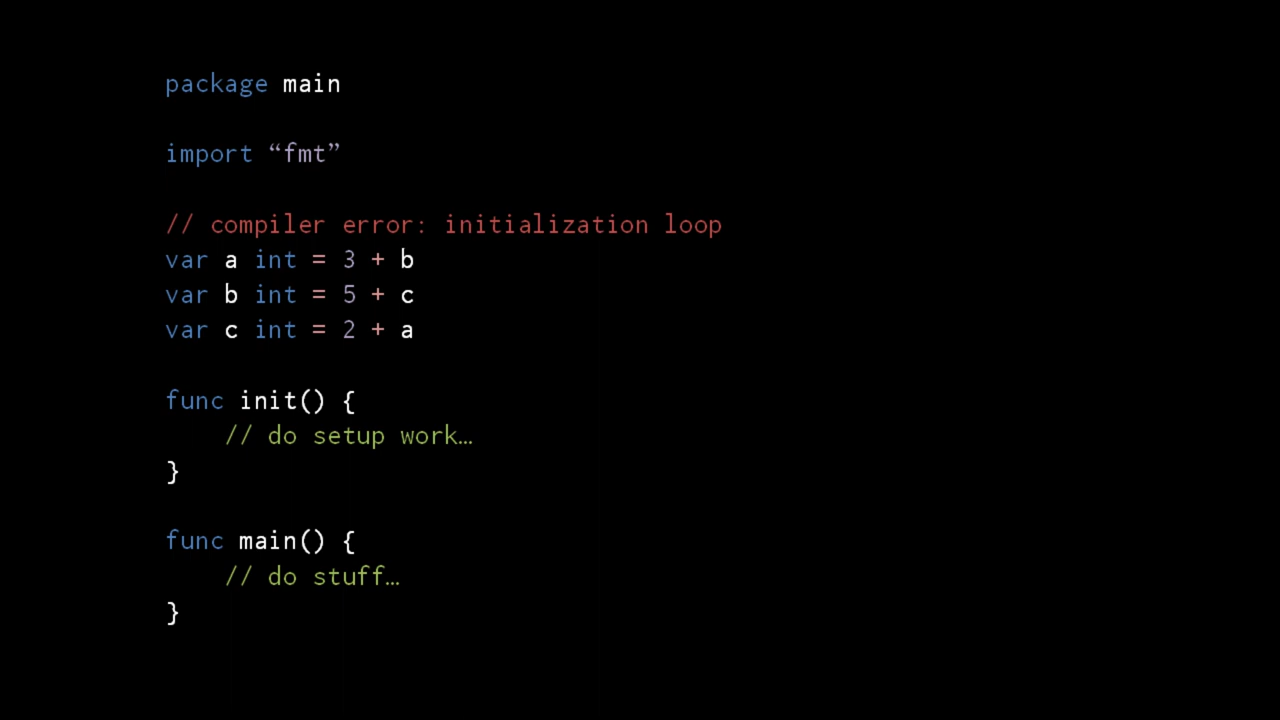 package main
import “fmt”
// compiler error: initialization loop
var a int = 3 + b
var b int = 5 + c
var c int = 2 + a
func init() {
// do setup work…
}
func main() {
// do stuff…
}